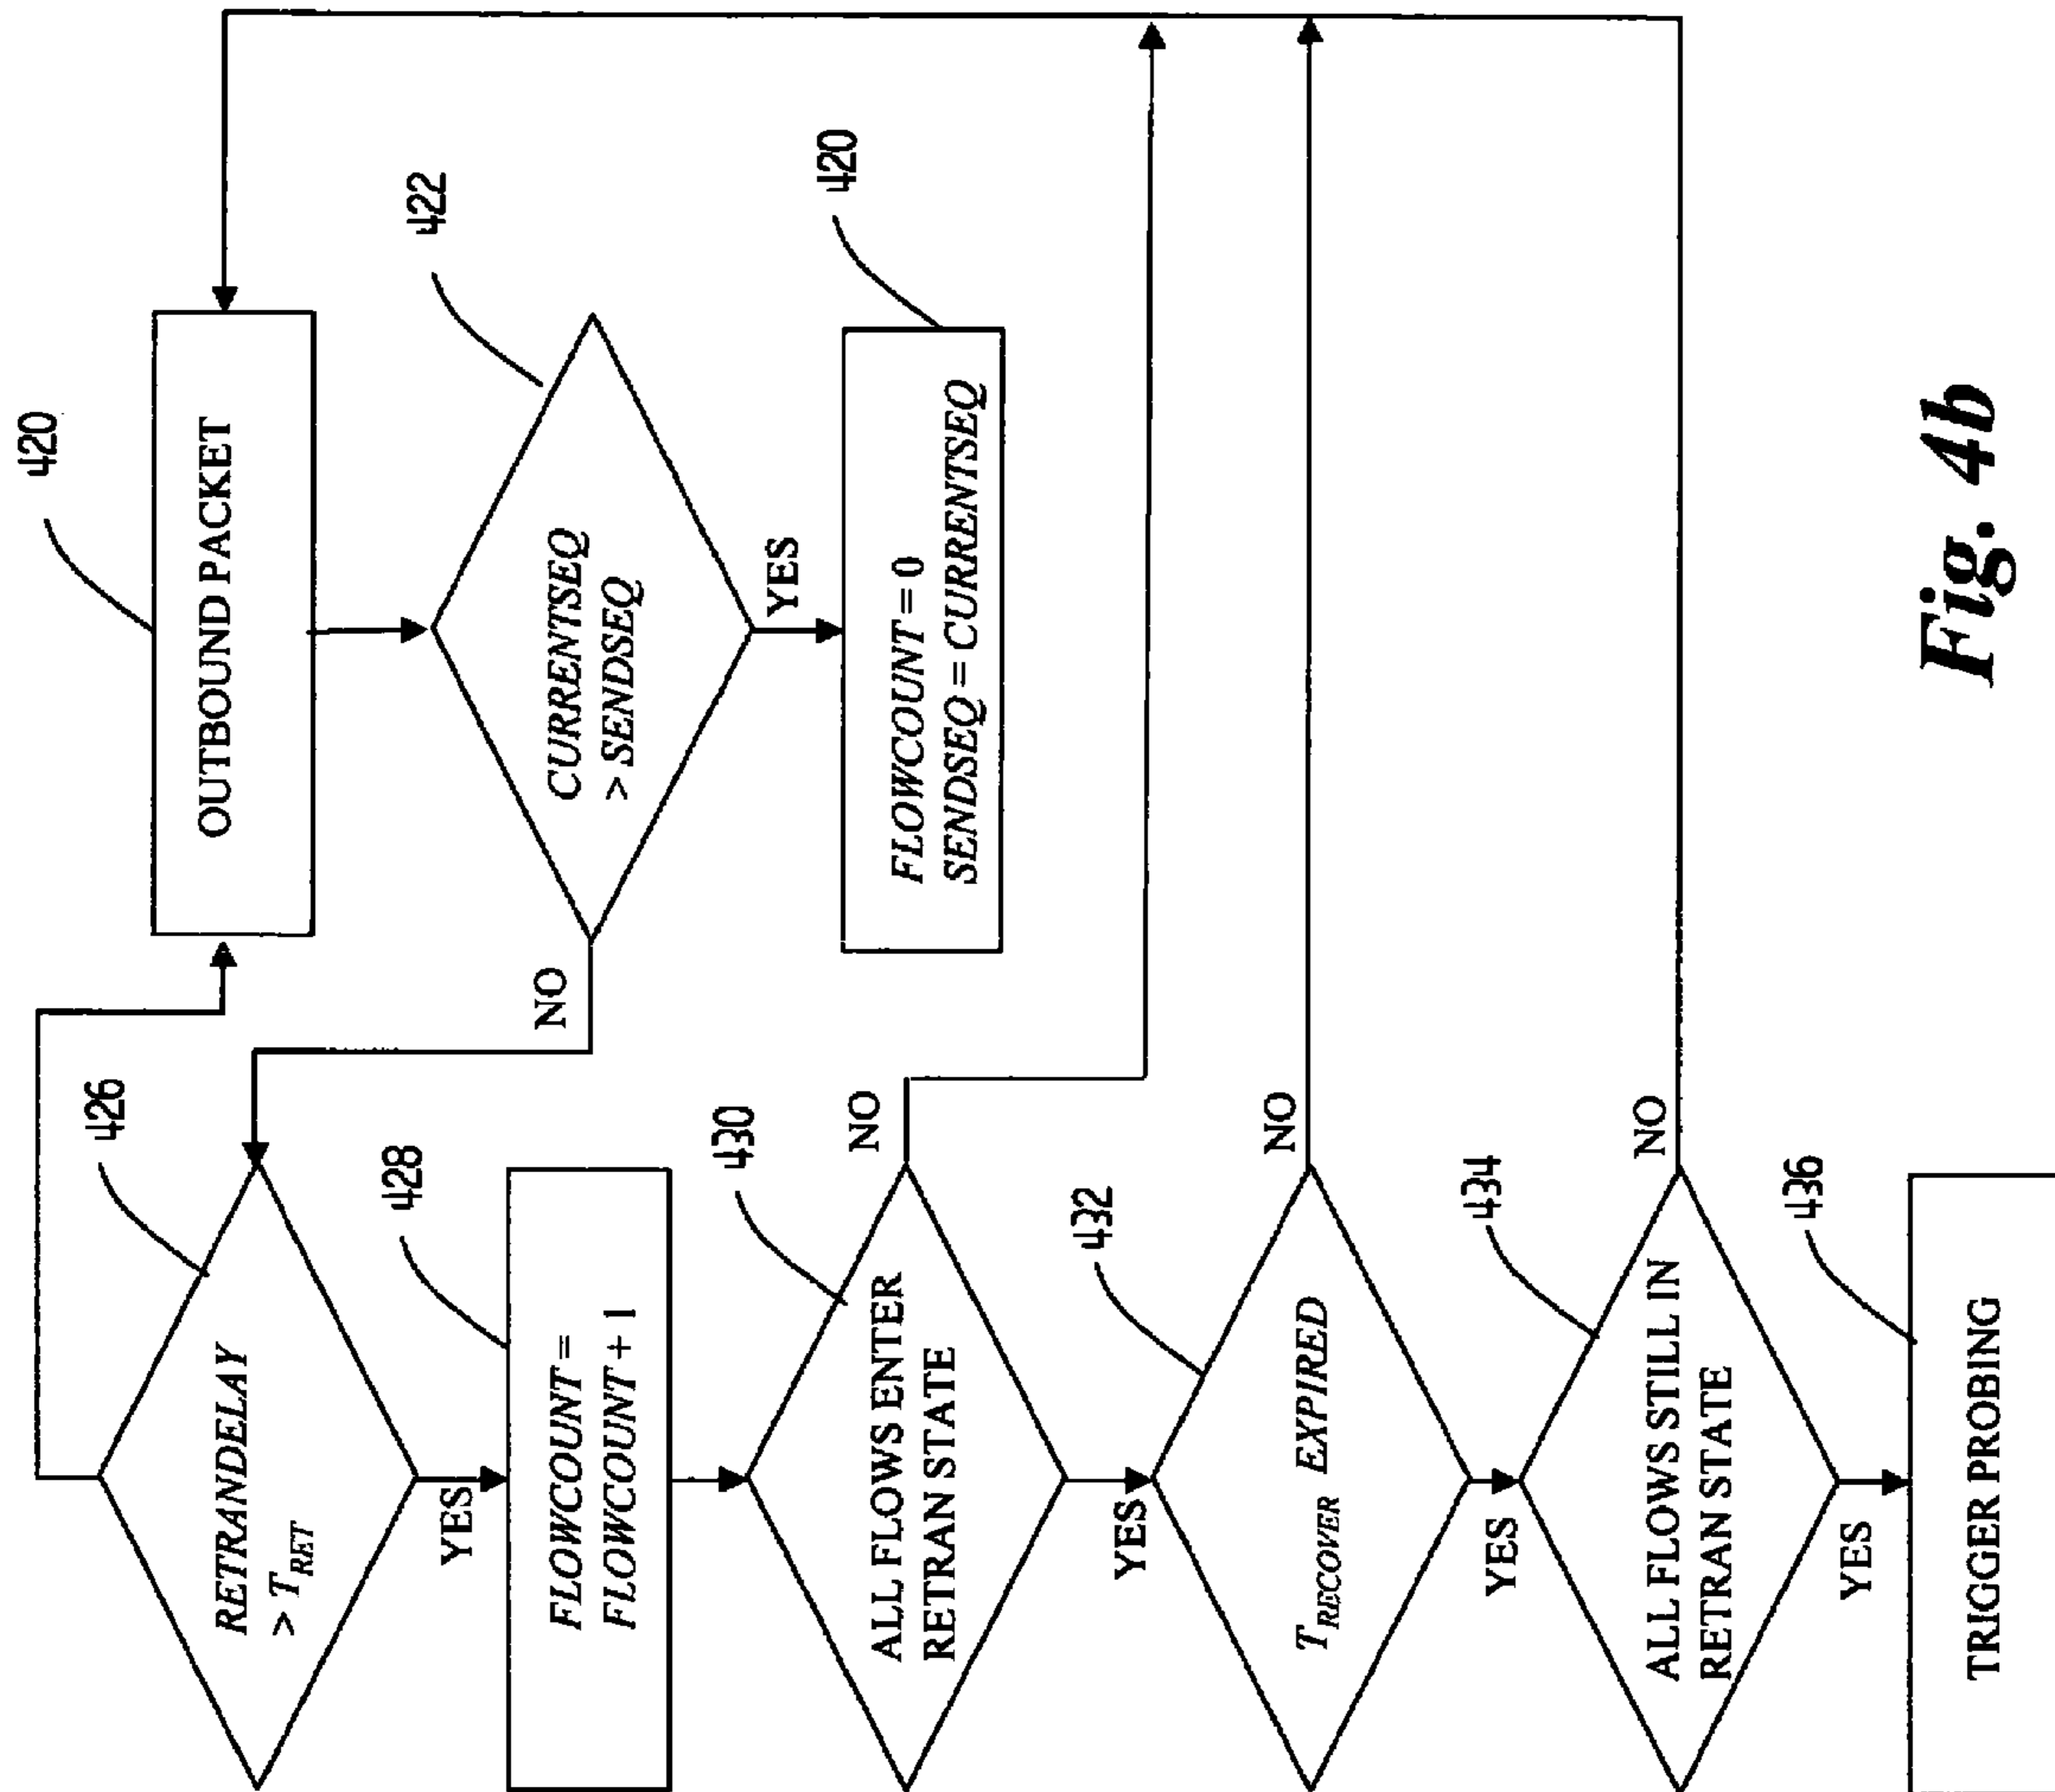 420
OUTBOUND PACKET
422
CURRENTSEQ
> SENDSEQ
NO
YES
420
FLOWCOUNT = 0
SENDSEQ = CURRENTSEQ
426
RETRANDELAY
> T_RET
YES
428
FLOWCOUNT =
FLOWCOUNT + 1
430
ALL FLOWS ENTER
RETRAN STATE
NO
YES
432
T_RECOVER EXPIRED
NO
YES
434
ALL FLOWS STILL IN
RETRAN STATE
NO
YES
436
TRIGGER PROBING
Fig. 4b